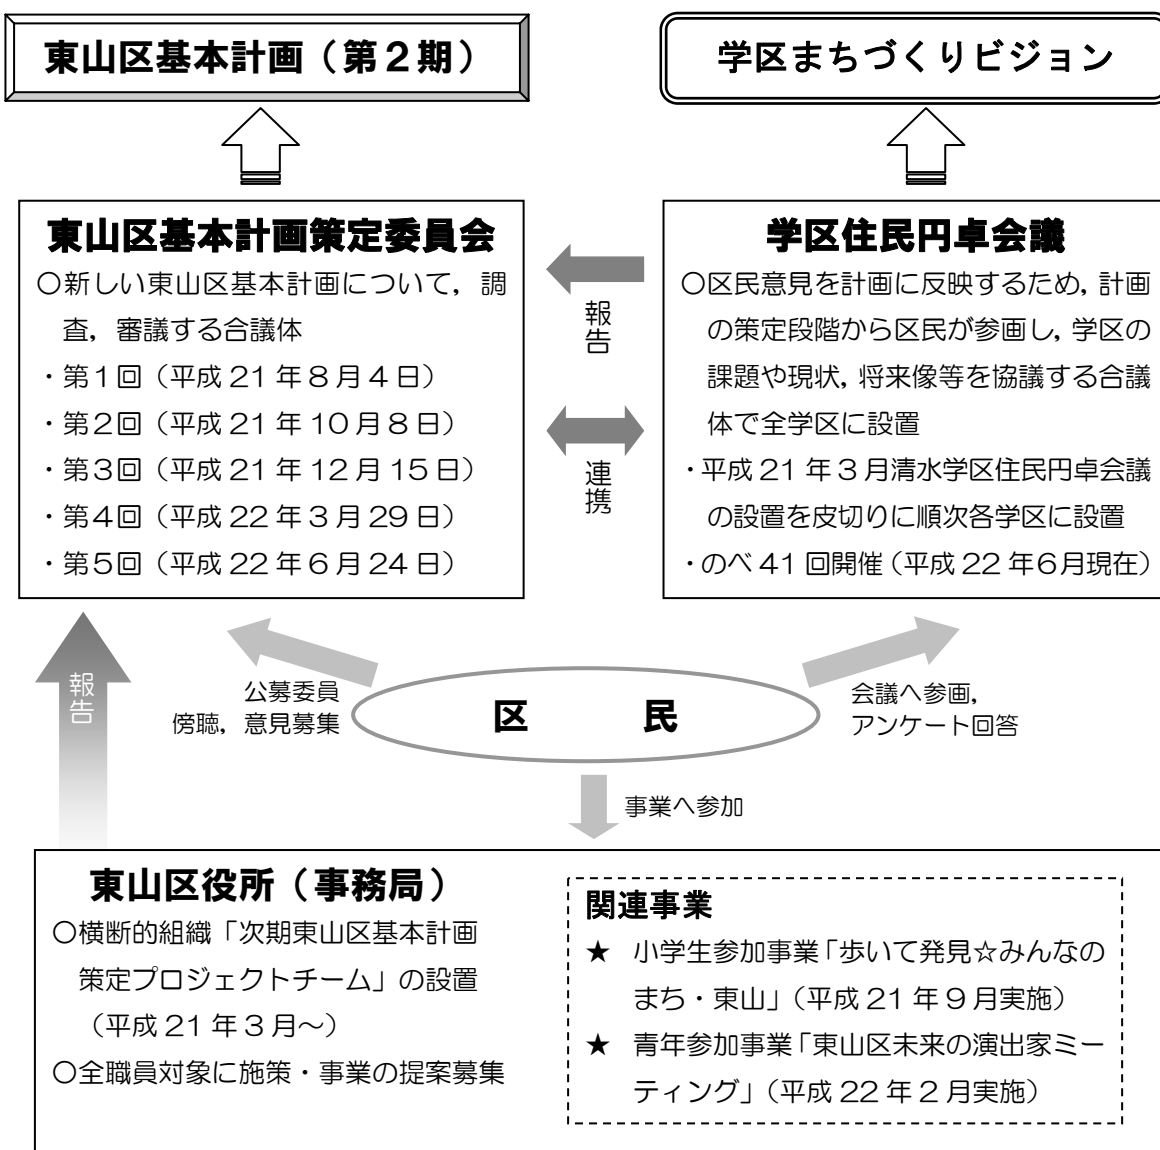 東山区基本計画（第２期）
学区まちづくりビジョン
東山区基本計画策定委員会
○新しい東山区基本計画について，調
査，審議する合議体
・第１回（平成 21 年８月４日）
・第２回（平成 21 年 10 月８日）
・第３回（平成 21 年 12 月 15 日）
・第４回（平成 22 年３月 29 日）
・第５回（平成 22 年６月 24 日）
報告
連携
学区住民円卓会議
○区民意見を計画に反映するため，計画
の策定段階から区民が参画し，学区の
課題や現状，将来像等を協議する合議
体で全学区に設置
・平成 21 年３月清水学区住民円卓会議
の設置を皮切りに順次各学区に設置
・のべ 41 回開催（平成 22 年６月現在）
報告
公募委員
傍聴，意見募集
区　民
会議へ参画，
アンケート回答
事業へ参加
東山区役所（事務局）
○横断的組織「次期東山区基本計画
策定プロジェクトチーム」の設置
（平成 21 年３月～）
○全職員対象に施策・事業の提案募集
関連事業
★ 小学生参加事業「歩いて発見☆みんなの
まち・東山」（平成 21 年９月実施）
★ 青年参加事業「東山区未来の演出家ミー
ティング」（平成 22 年２月実施）